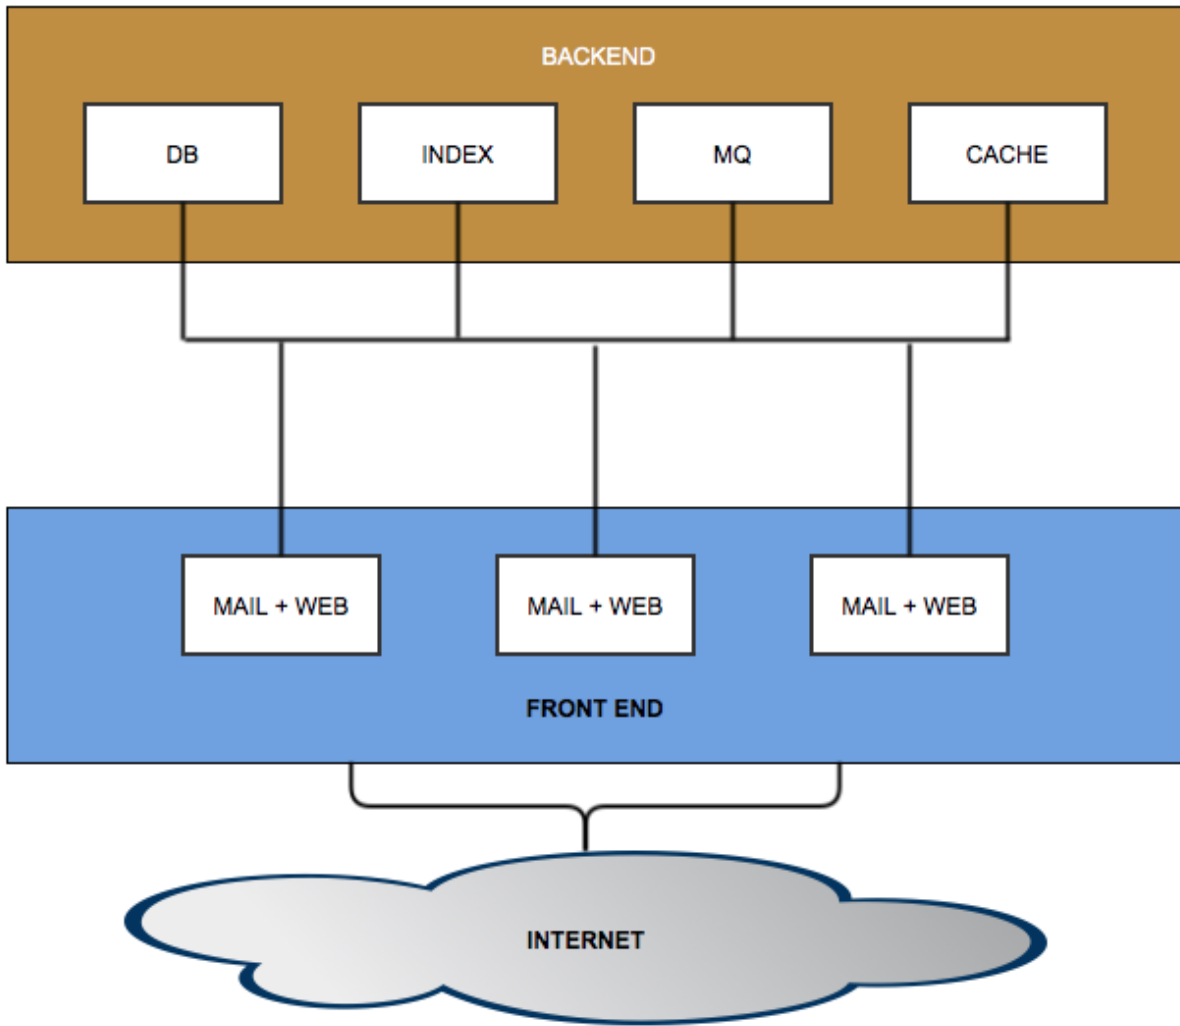 BACKEND
DB
INDEX
MQ
CACHE
MAIL + WEB
MAIL + WEB
MAIL + WEB
FRONT END
INTERNET